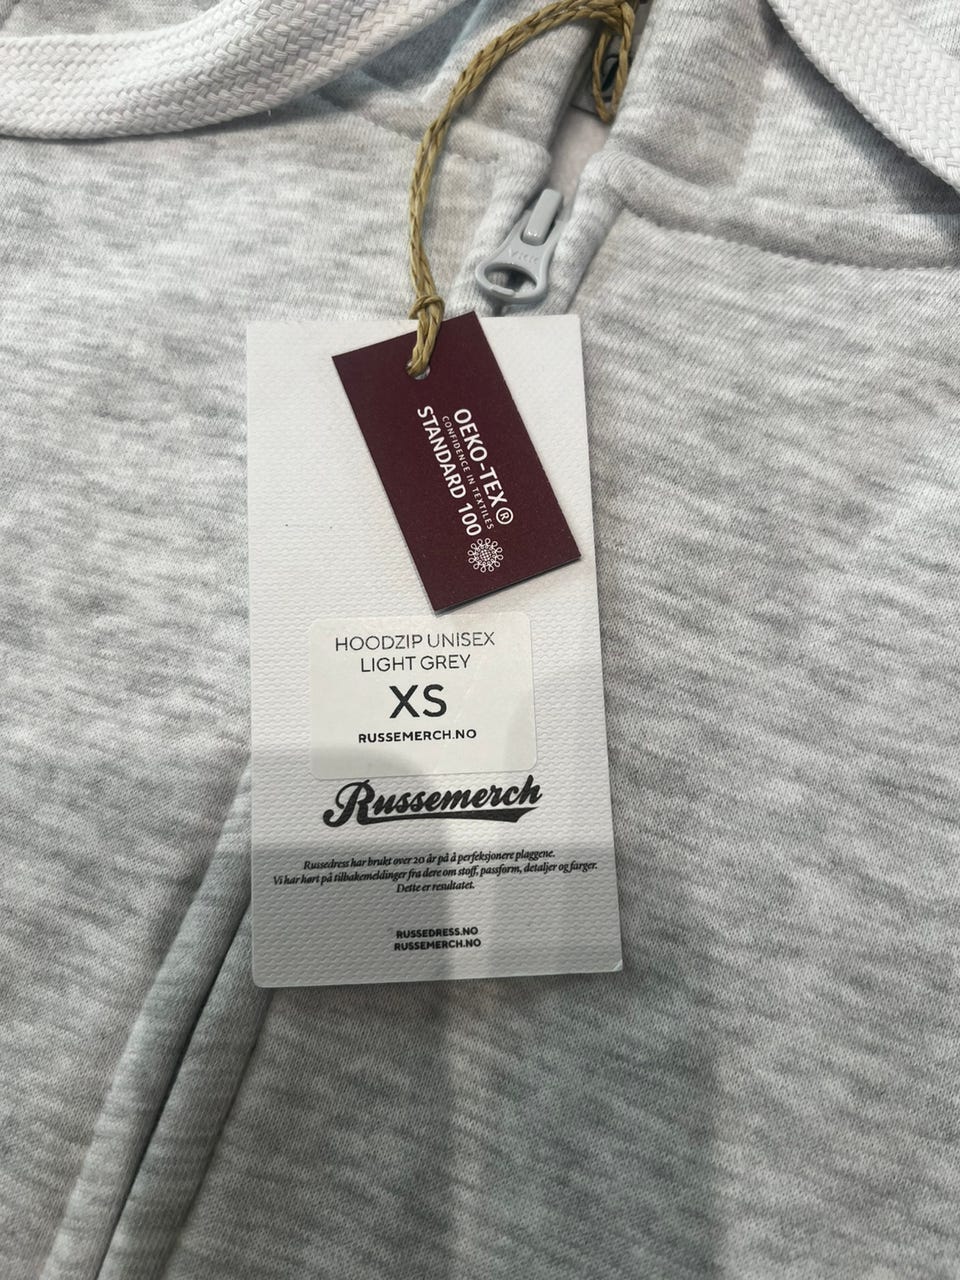 OEKO-TEX®
CONFIDENCE IN TEXTILES
STANDARD 100
HOODZIP UNISEX
LIGHT GREY
XS
RUSSEMERCH.NO
Russemerch
Russedress har brukt over 20 år på å perfeksjonere plaggene.
Vi har hørt på tilbakemeldinger fra dere om stoff, passform, detaljer og farger.
Dette er resultatet.
RUSSEDRESS.NO
RUSSEMERCH.NO